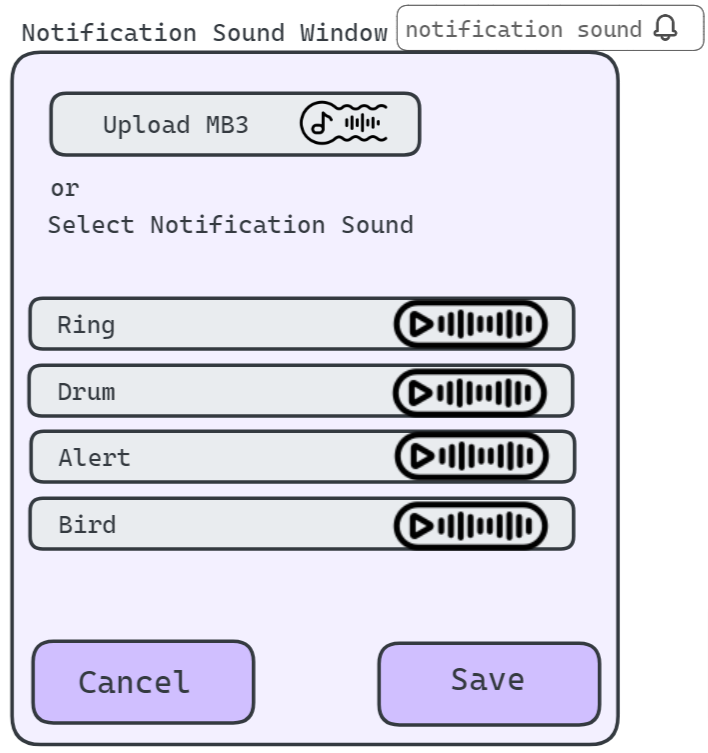 Notification Sound Window
notification sound
Upload MB3
or
Select Notification Sound
Ring
Drum
Alert
Bird
Cancel
Save